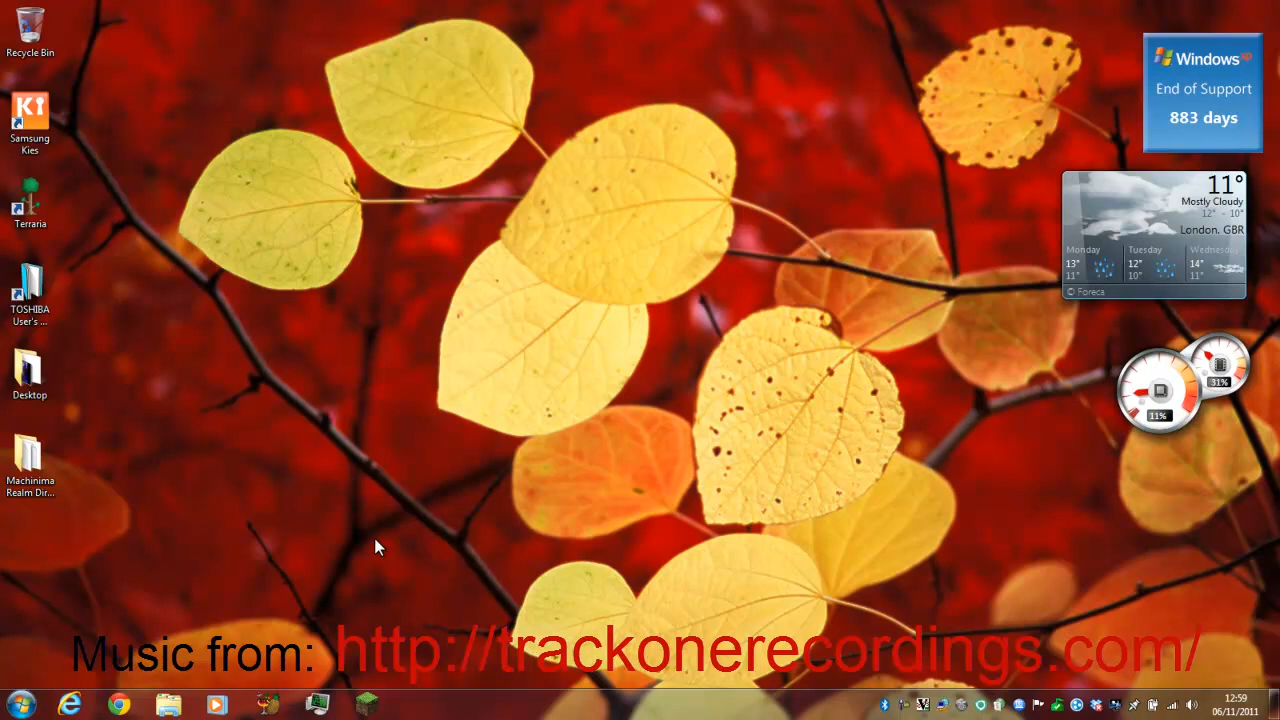 Recycle Bin
Samsung
Kies
Terraria
TOSHIBA
User's ...
Desktop
Machinima
Realm Dir...
Windows xp
End of Support
883 days
11°
Mostly Cloudy
12° - 10°
London, GBR
Monday Tuesday Wednesday
13° 12° 14°
11° 10° 11°
© Foreca
31%
11%
Music from: http://trackonerecordings.com/
12:59
06/11/2011